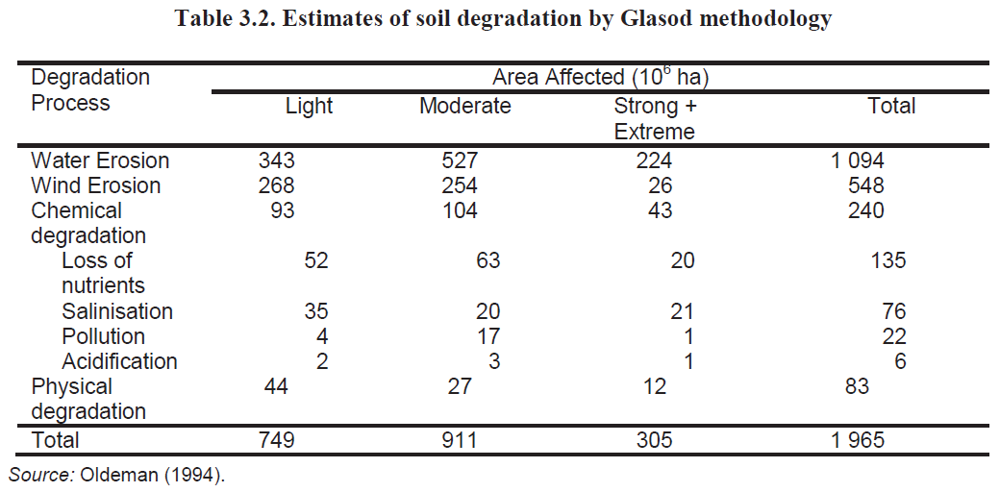 Table 3.2. Estimates of soil degradation by Glasod methodology
Degradation Area Affected (10⁶ ha)
Process Light Moderate Strong + Total
Extreme
Water Erosion 343 527 224 1 094
Wind Erosion 268 254 26 548
Chemical 93 104 43 240
degradation
Loss of 52 63 20 135
nutrients
Salinisation 35 20 21 76
Pollution 4 17 1 22
Acidification 2 3 1 6
Physical 44 27 12 83
degradation
Total 749 911 305 1 965
Source: Oldeman (1994).